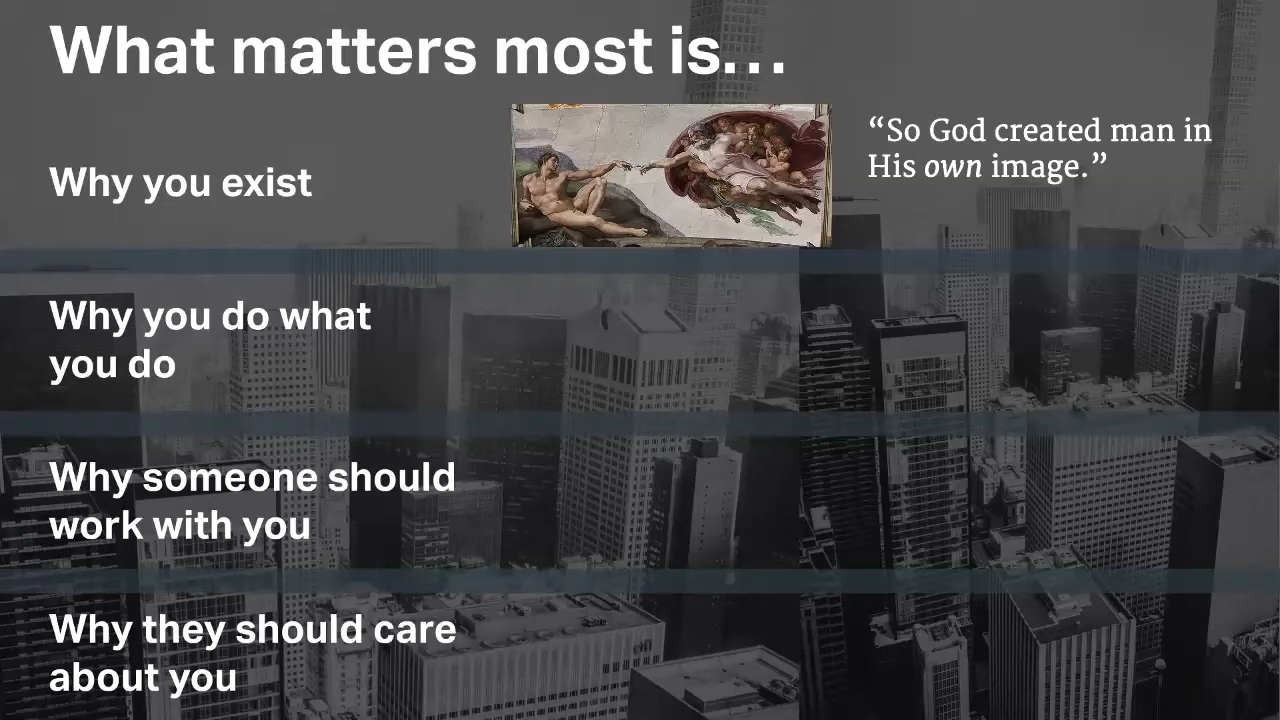 What matters most is...
Why you exist
“So God created man in
His own image.”
Why you do what
you do
Why someone should
work with you
Why they should care
about you